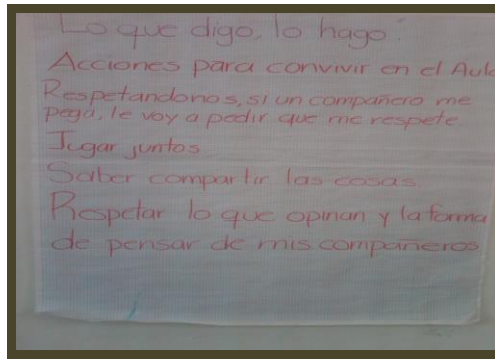 Lo que digo, lo hago.
Acciones para convivir en el Aula
Respetandonos, si un compañero me
pega, le voy a pedir que me respete
Jugar juntos
Saber compartir las cosas
Respetar lo que opinan y la forma
de pensar de mis compañeros